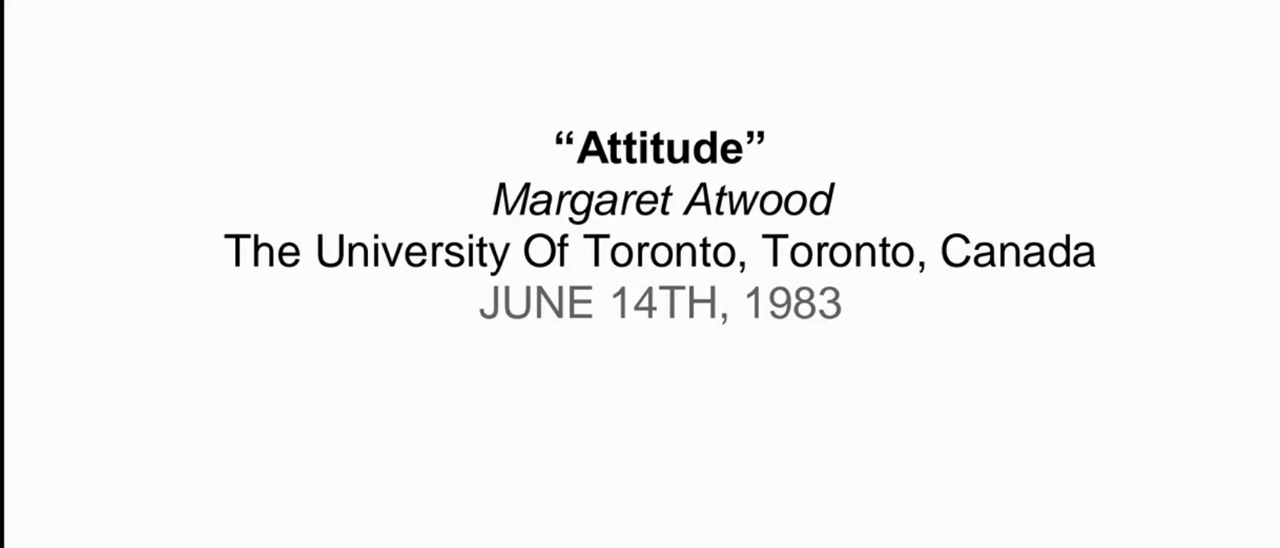 “Attitude”
Margaret Atwood
The University Of Toronto, Toronto, Canada
JUNE 14TH, 1983